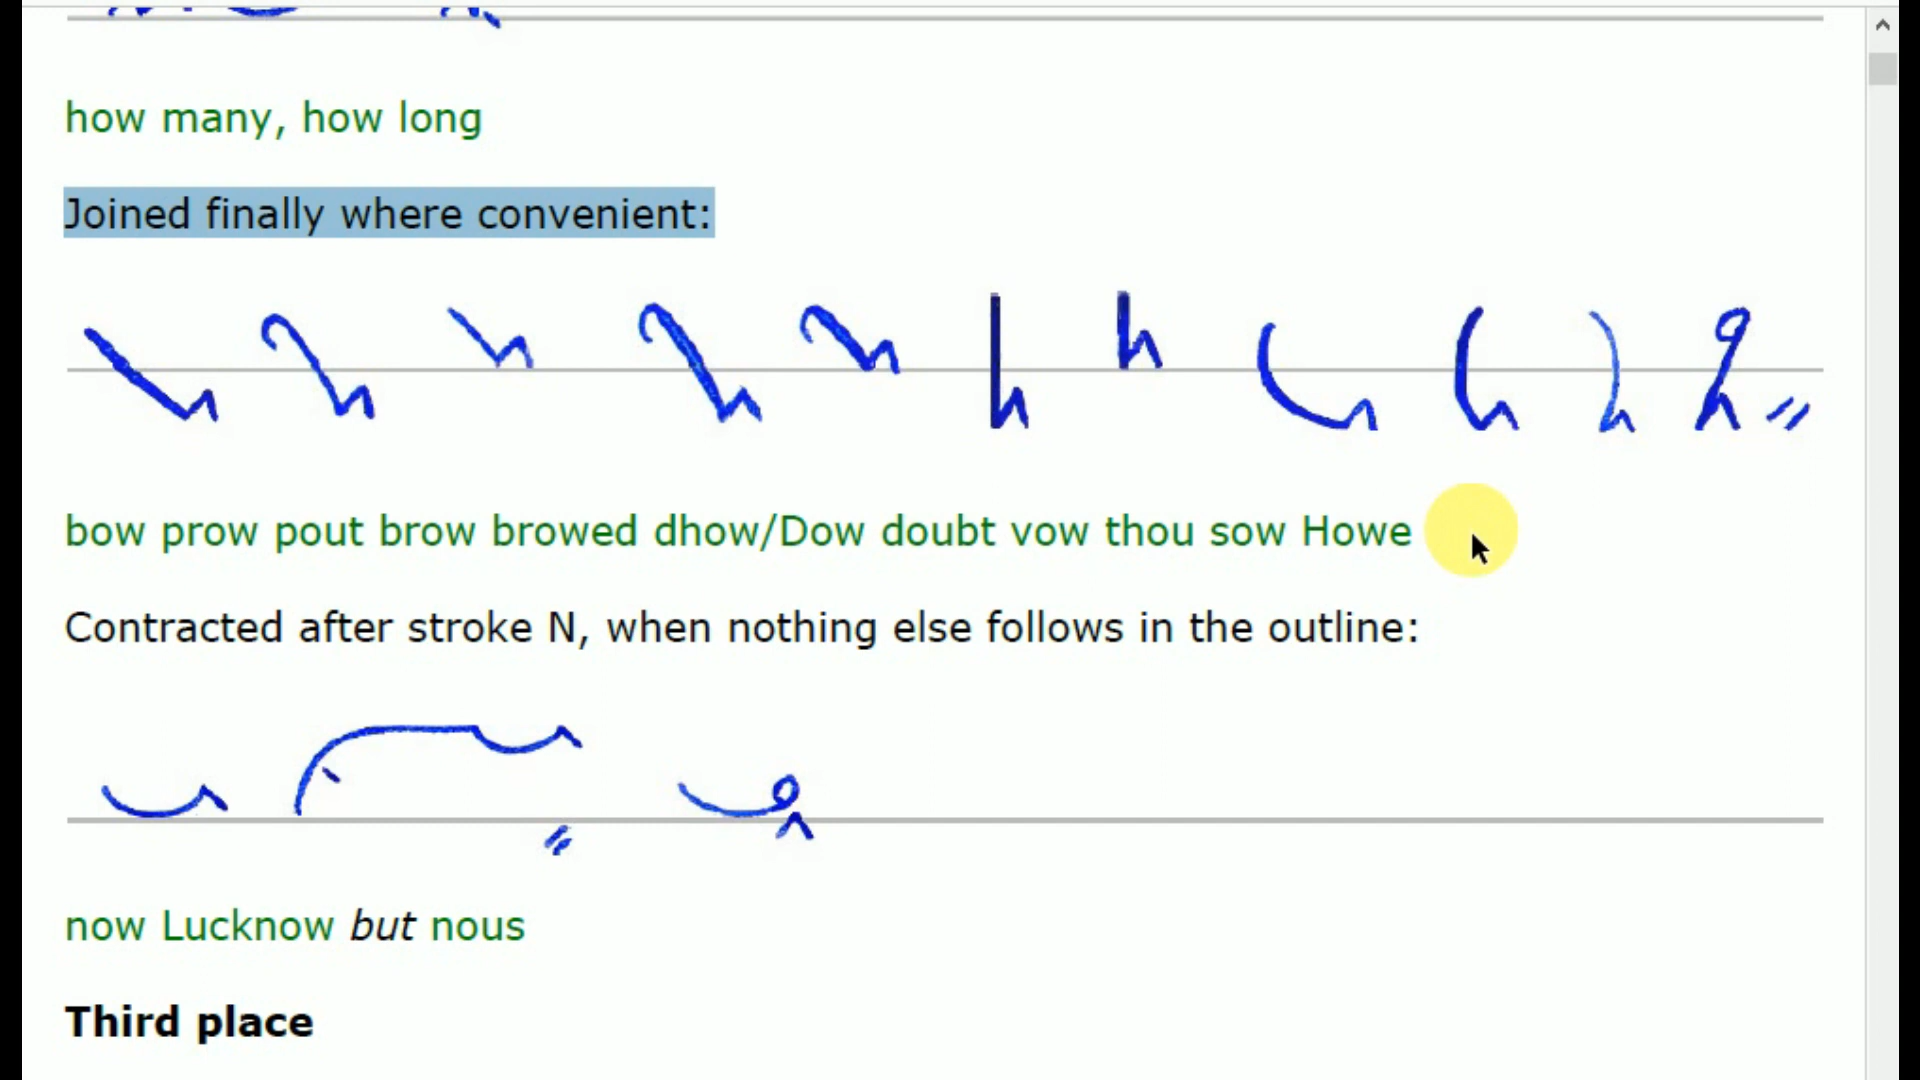 how many, how long
Joined finally where convenient:
bow prow pout brow browed dhow/Dow doubt vow thou sow Howe
Contracted after stroke N, when nothing else follows in the outline:
now Lucknow but nous
Third place